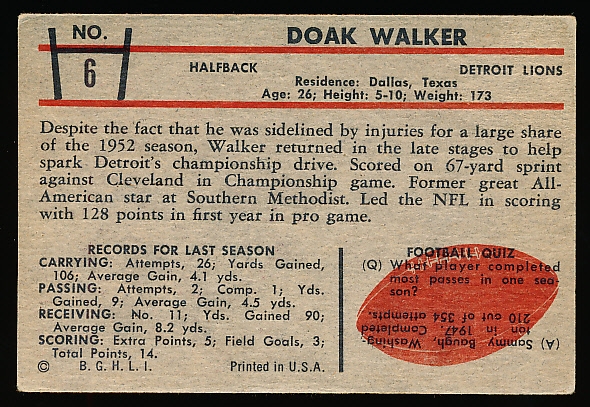 NO.
6
DOAK WALKER
HALFBACK
DETROIT LIONS
Residence: Dallas, Texas
Age: 26; Height: 5-10; Weight: 173
Despite the fact that he was sidelined by injuries for a large share
of the 1952 season, Walker returned in the late stages to help
spark Detroit's championship drive. Scored on 67-yard sprint
against Cleveland in Championship game. Former great All-
American star at Southern Methodist. Led the NFL in scoring
with 128 points in first year in pro game.
RECORDS FOR LAST SEASON
CARRYING: Attempts, 26; Yards Gained,
106; Average Gain, 4.1 yds.
PASSING: Attempts, 2; Comp. 1; Yds.
Gained, 9; Average Gain, 4.5 yds.
RECEIVING: No. 11; Yds. Gained 90;
Average Gain, 8.2 yds.
SCORING: Extra Points, 5; Field Goals, 3;
Total Points, 14.
© B. G. H. L. I. Printed in U.S.A.
FOOTBALL QUIZ
(Q) What player completed
most passes in one sea-
son?
(A) Sammy Baugh, Washing-
ton in 1947. Completed
210 out of 354 attempts.